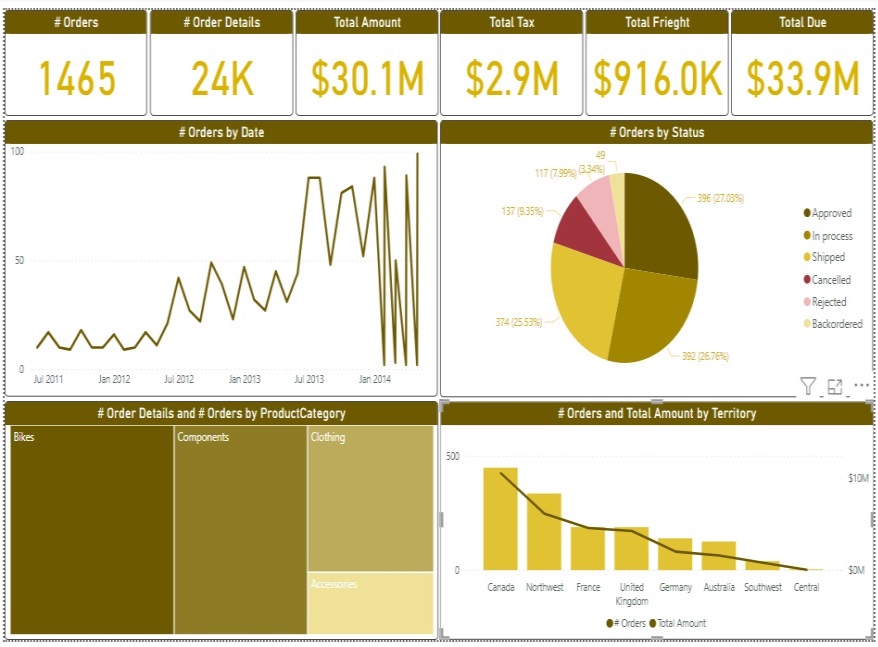 # Orders
# Order Details
Total Amount
Total Tax
Total Frieght
Total Due
1465
24K
$30.1M
$2.9M
$916.0K
$33.9M
# Orders by Date
100
50
0
Jul 2011
Jan 2012
Jul 2012
Jan 2013
Jul 2013
Jan 2014
# Orders by Status
49
(3.34%)
117 (7.99%)
137 (9.35%)
374 (25.53%)
396 (27.03%)
392 (26.76%)
Approved
In process
Shipped
Cancelled
Rejected
Backordered
# Order Details and # Orders by ProductCategory
Bikes
Components
Clothing
Accessories
# Orders and Total Amount by Territory
500
0
$10M
$0M
Canada
Northwest
France
United
Kingdom
Germany
Australia
Southwest
Central
# Orders
Total Amount